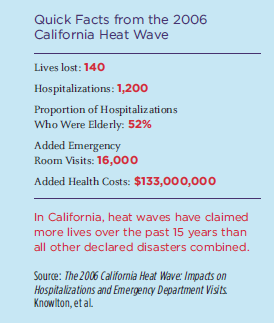 Quick Facts from the 2006
California Heat Wave
Lives lost: 140
Hospitalizations: 1,200
Proportion of Hospitalizations
Who Were Elderly: 52%
Added Emergency
Room Visits: 16,000
Added Health Costs: $133,000,000
In California, heat waves have claimed
more lives over the past 15 years than
all other declared disasters combined.
Source: The 2006 California Heat Wave: Impacts on
Hospitalizations and Emergency Department Visits.
Knowlton, et al.